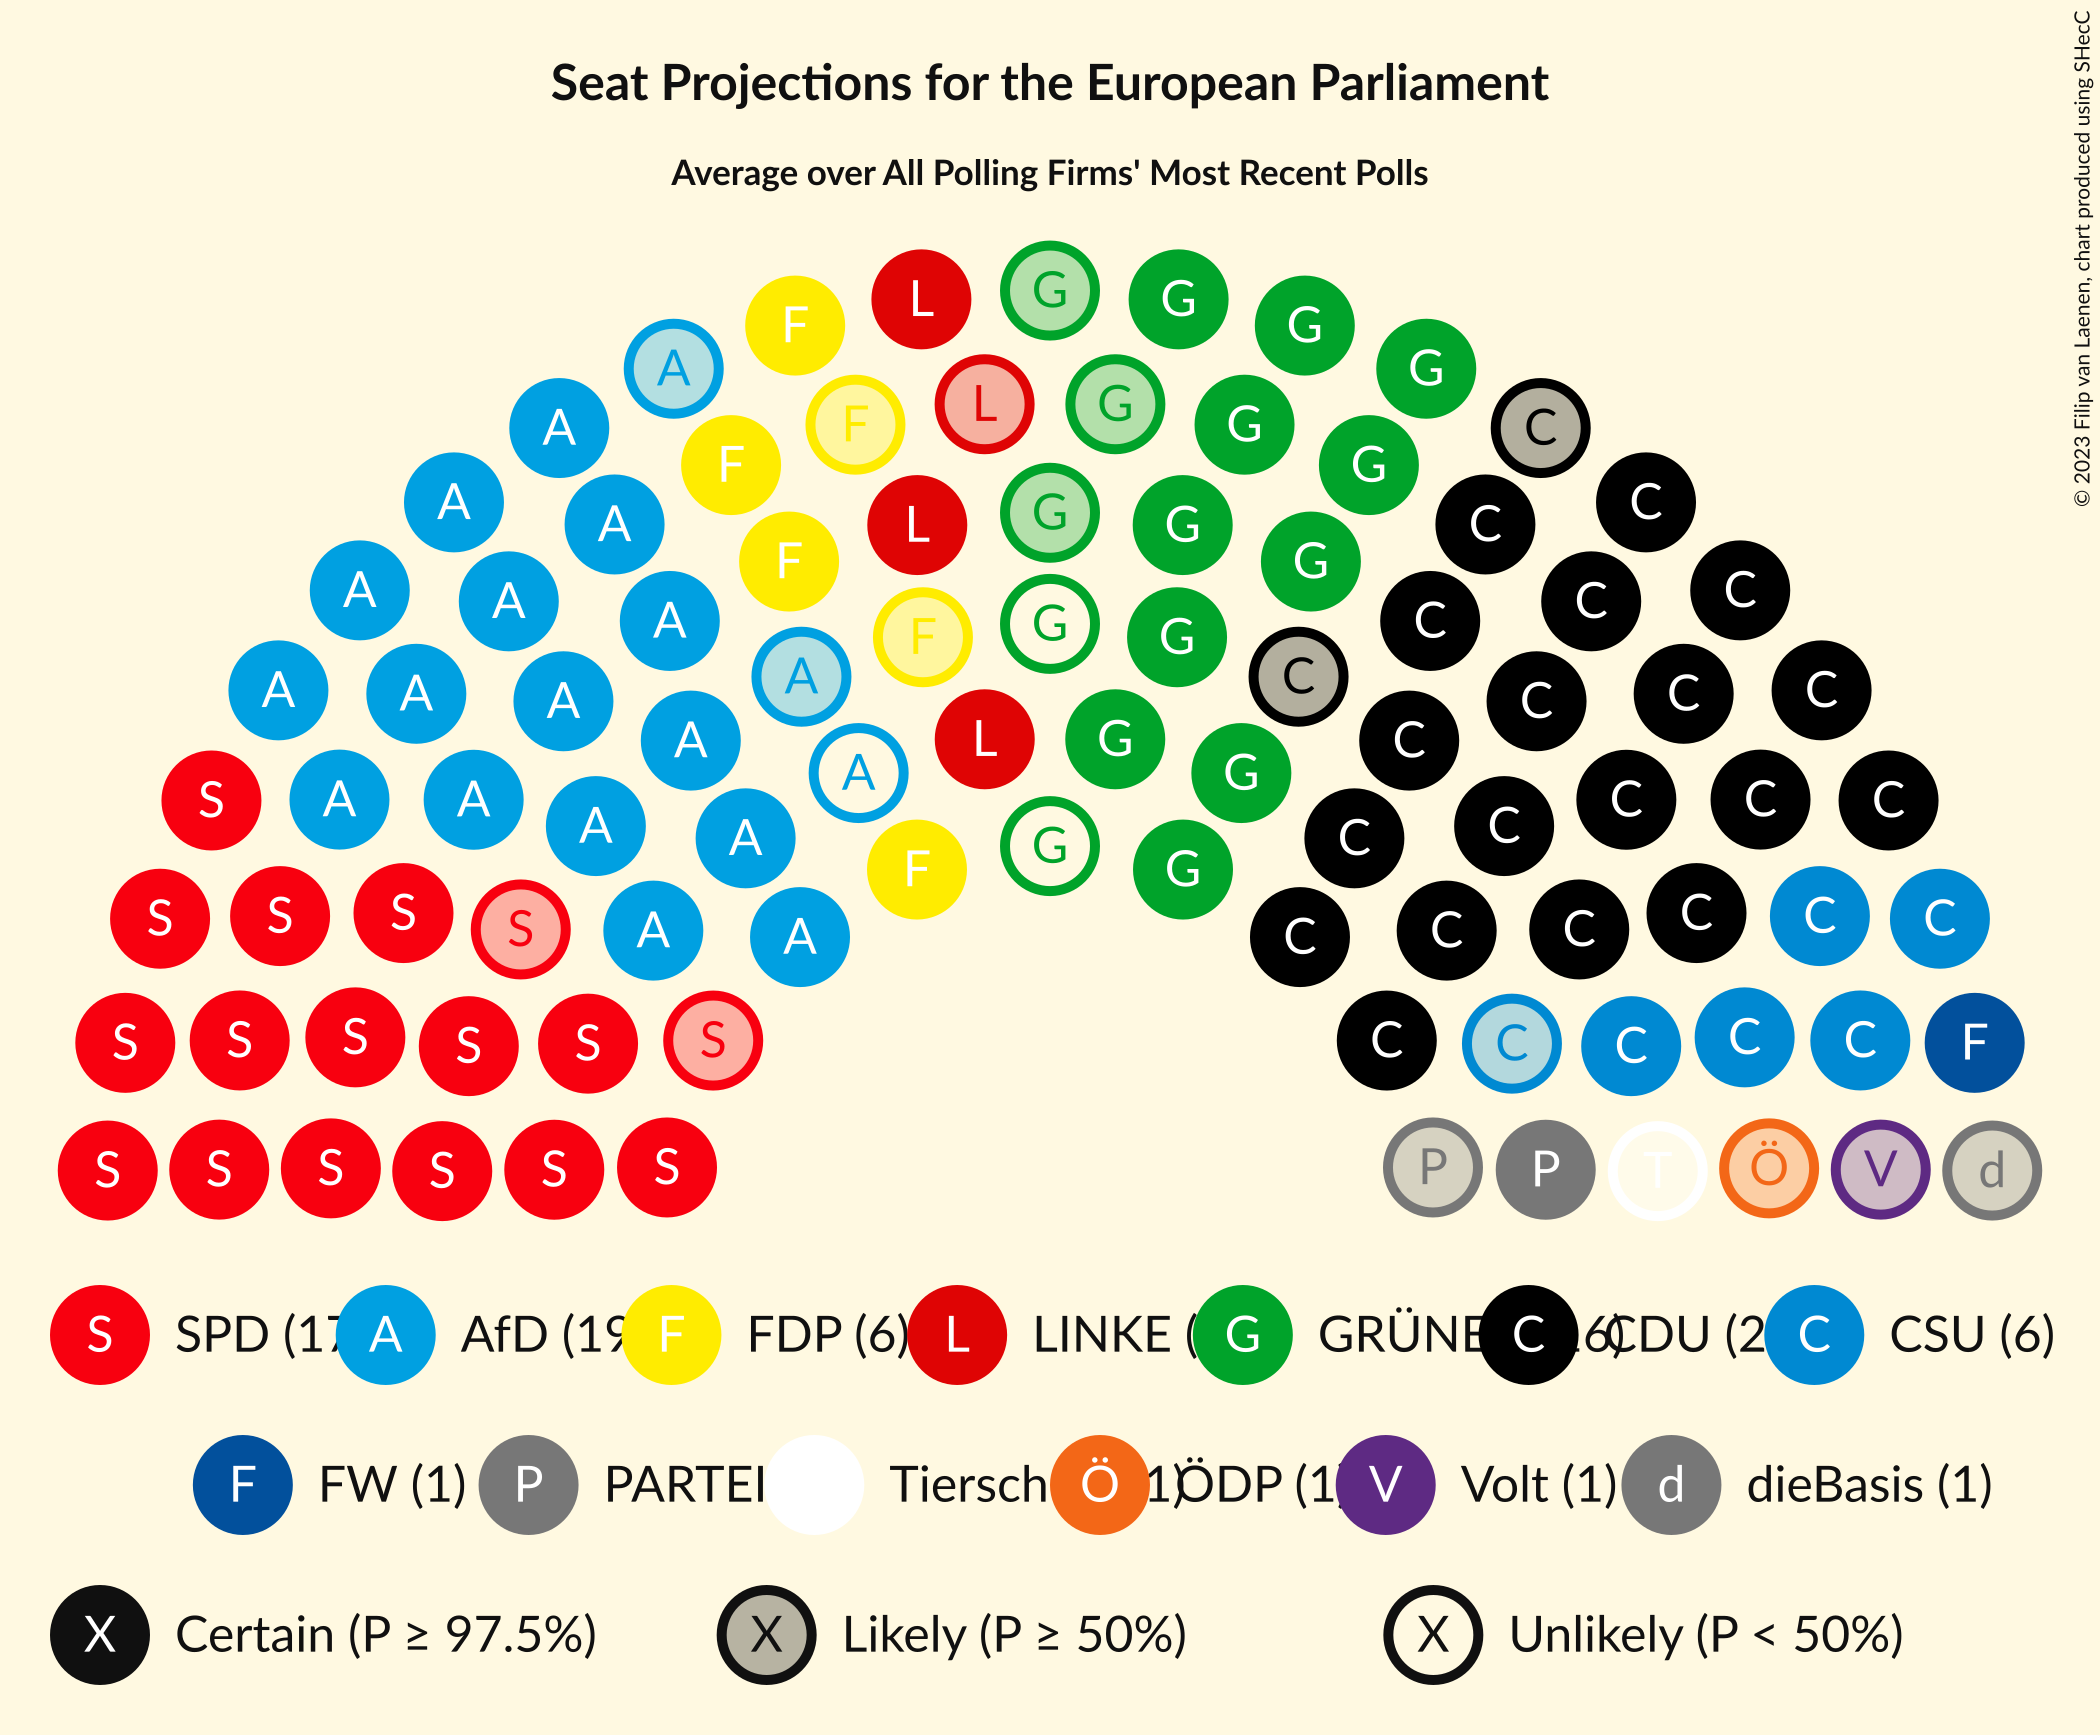 Seat Projections for the European Parliament
Average over All Polling Firms' Most Recent Polls
© 2023 Filip van Laenen, chart produced using SHecC
G
L G
F G
A G
A C
F L G G
F G
A C
A C
A L G C
F G
A C
A C
A F G G C
A C
A A C C
A A C C
A L G C
A G
S A A A A G C C C C C
A F G G C
S S S S A A C C C C C C
S S S S S S C C C C C F
S S S S S S P P T Ö V d
S SPD (17 A AfD (19 F FDP (6) L LINKE ( G GRÜNE C 6) CDU (2 C CSU (6)
F FW (1) P PARTEI Tiersch Ö 1) ÖDP (1 V Volt (1) d dieBasis (1)
X Certain (P ≥ 97.5%) X Likely (P ≥ 50%) X Unlikely (P < 50%)